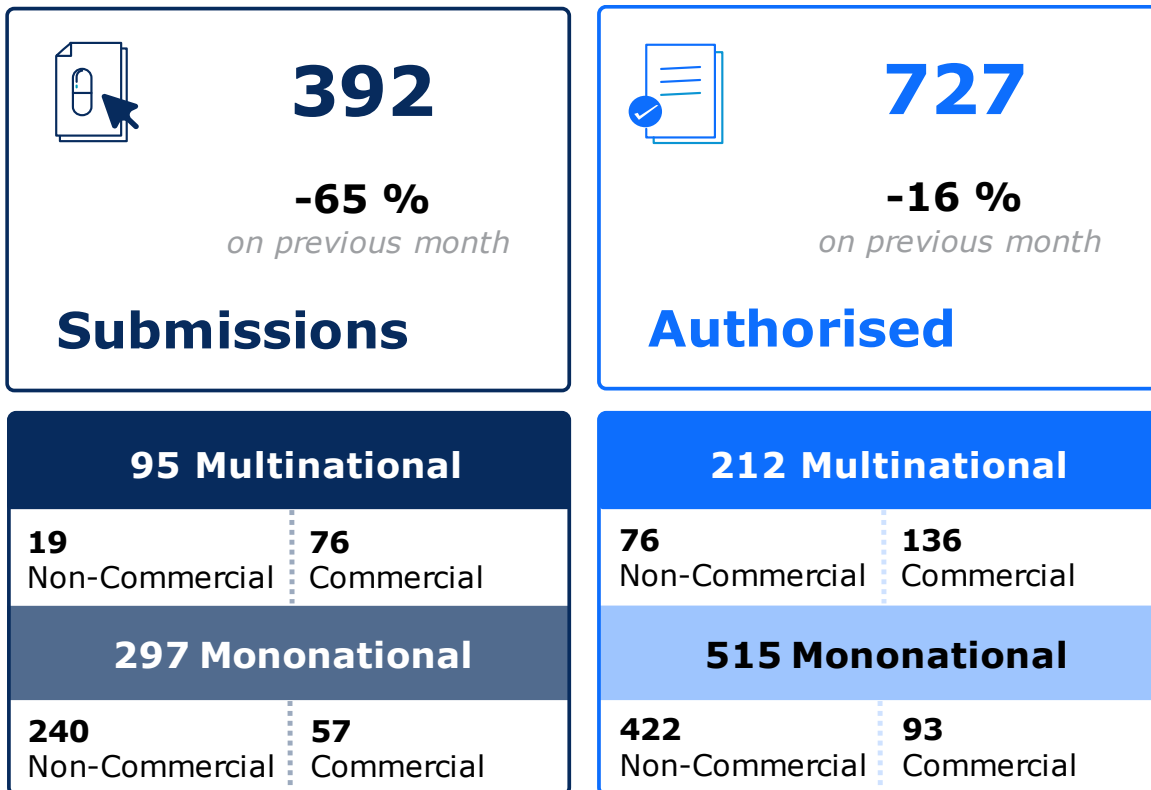 392
-65 %
on previous month
Submissions
95 Multinational
19
Non-Commercial
76
Commercial
297 Mononational
240
Non-Commercial
57
Commercial
727
-16 %
on previous month
Authorised
212 Multinational
76
Non-Commercial
136
Commercial
515 Mononational
422
Non-Commercial
93
Commercial